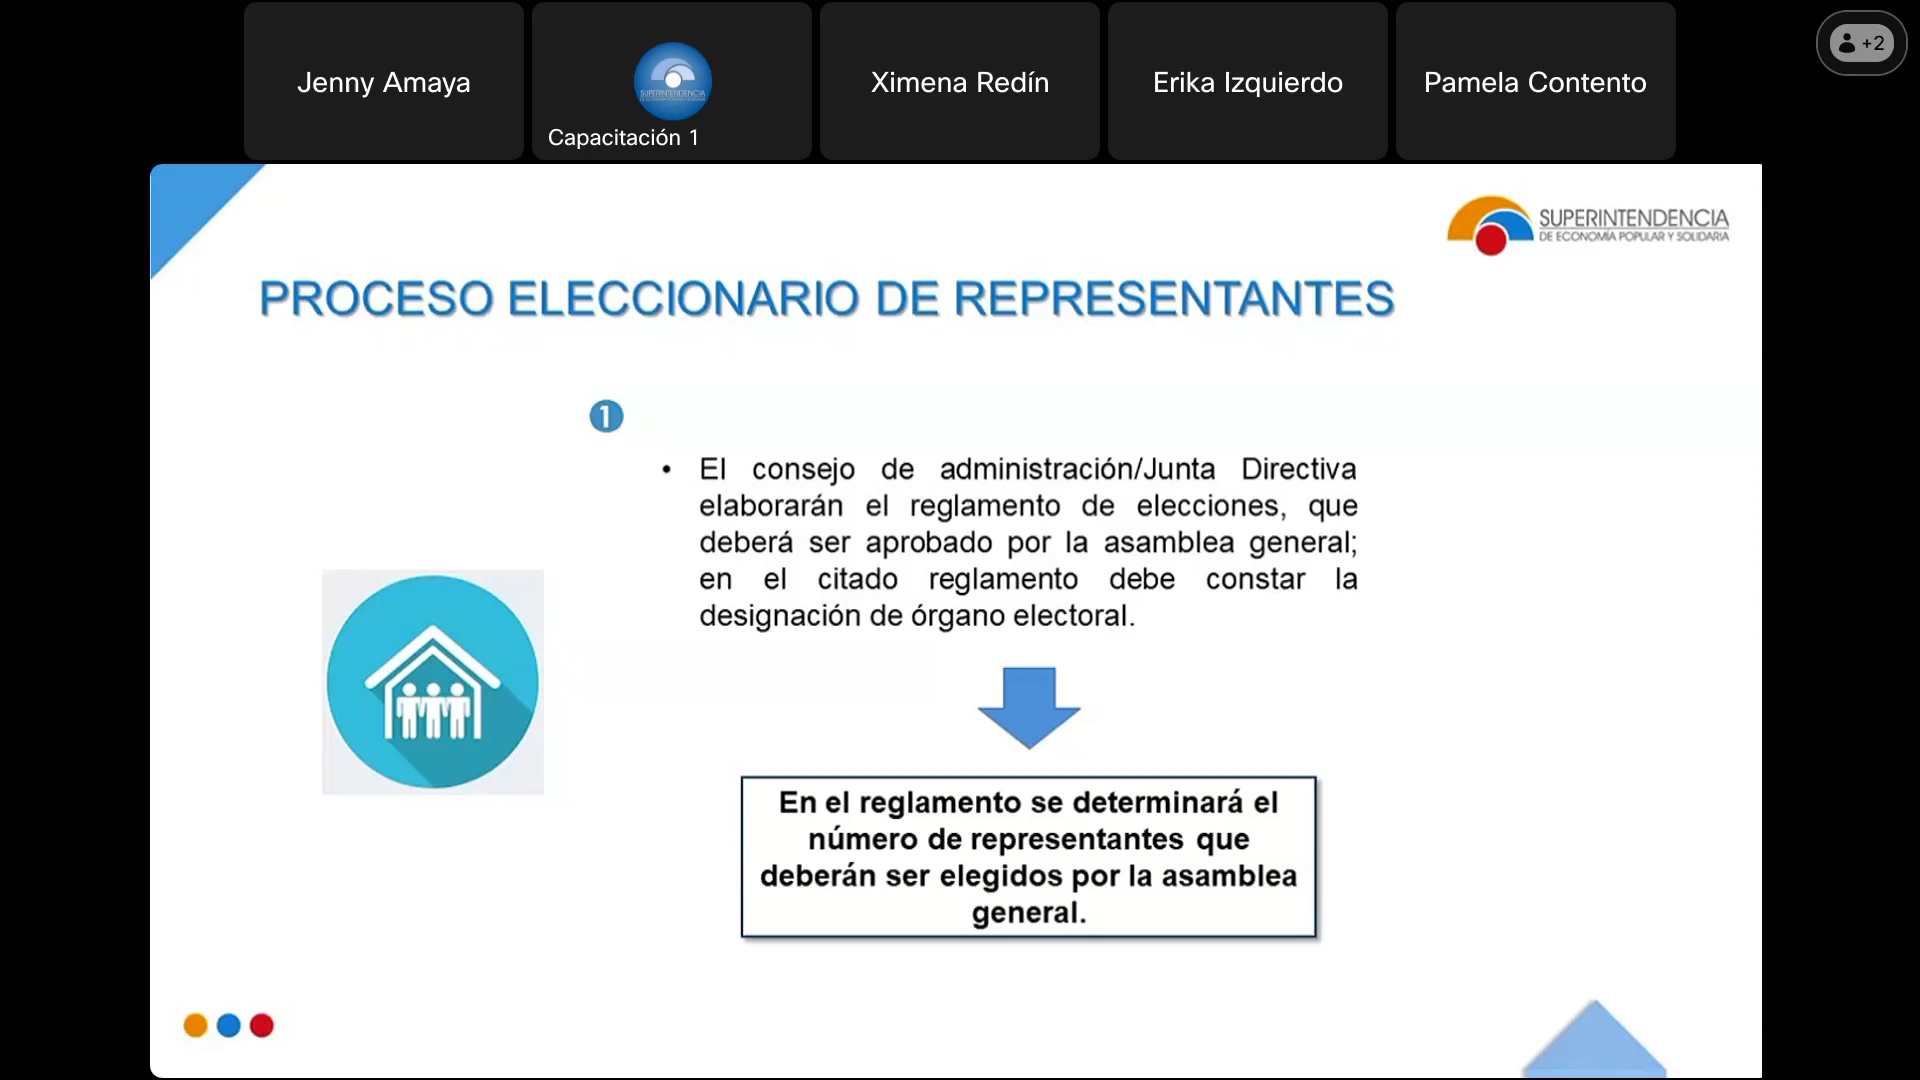 Jenny Amaya
SUPERINTENDENCIA
Capacitación 1
Ximena Redín
Erika Izquierdo
Pamela Contento
+2
SUPERINTENDENCIA
DE ECONOMÍA POPULAR Y SOLIDARIA
PROCESO ELECCIONARIO DE REPRESENTANTES
1
• El consejo de administración/Junta Directiva
elaborarán el reglamento de elecciones, que
deberá ser aprobado por la asamblea general;
en el citado reglamento debe constar la
designación de órgano electoral.
En el reglamento se determinará el
número de representantes que
deberán ser elegidos por la asamblea
general.